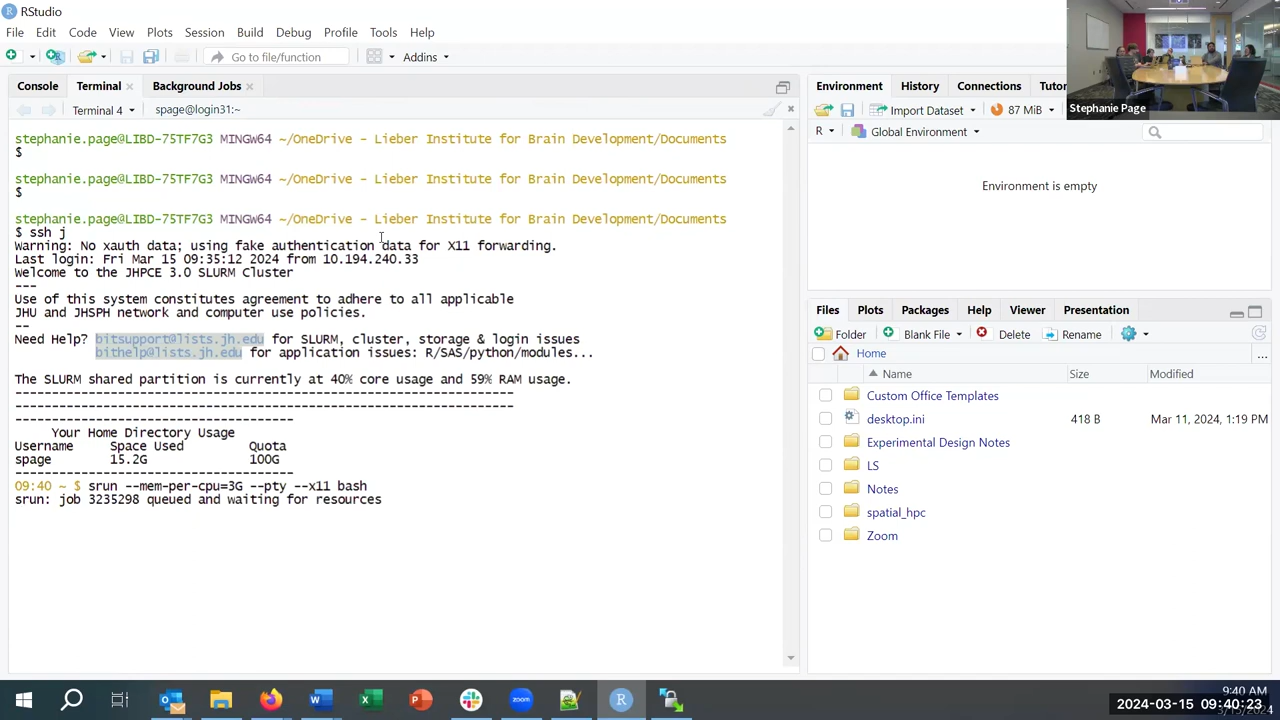 RStudio
File Edit Code View Plots Session Build Debug Profile Tools Help
Go to file/function
Addins
Console Terminal Background Jobs
Terminal 4 spage@login31:~
stephanie.page@LIBD-75TF7G3 MINGW64 ~/OneDrive - Lieber Institute for Brain Development/Documents
$
stephanie.page@LIBD-75TF7G3 MINGW64 ~/OneDrive - Lieber Institute for Brain Development/Documents
$
stephanie.page@LIBD-75TF7G3 MINGW64 ~/OneDrive - Lieber Institute for Brain Development/Documents
$ ssh j
Warning: No xauth data; using fake authentication data for X11 forwarding.
Last login: Fri Mar 15 09:35:12 2024 from 10.194.240.33
Welcome to the JHPCE 3.0 SLURM Cluster
---
Use of this system constitutes agreement to adhere to all applicable
JHU and JHSPH network and computer use policies.
--
Need Help? bitsupport@lists.jh.edu for SLURM, cluster, storage & login issues
bithelp@lists.jh.edu for application issues: R/SAS/python/modules...
The SLURM shared partition is currently at 40% core usage and 59% RAM usage.
--------------------------------------------------------------------
--------------------------------------------------------------------
--------------------------------------
Your Home Directory Usage
Username Space Used Quota
spage 15.2G 100G
--------------------------------------
09:40 ~ $ srun --mem-per-cpu=3G --pty --x11 bash
srun: job 3235298 queued and waiting for resources
Environment History Connections Tutor
Import Dataset 87 MiB
R Global Environment
Environment is empty
Stephanie Page
Files Plots Packages Help Viewer Presentation
Folder Blank File Delete Rename
Home ...
Name Size Modified
Custom Office Templates
desktop.ini 418 B Mar 11, 2024, 1:19 PM
Experimental Design Notes
LS
Notes
spatial_hpc
Zoom
zoom
9:40 AM
2024-03-15 09:40:23